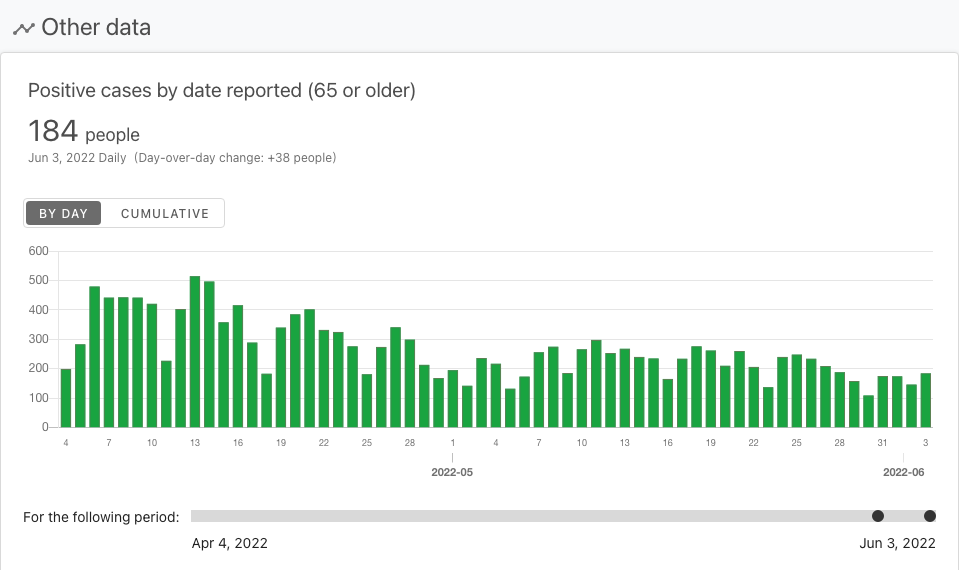 Other data
Positive cases by date reported (65 or older)
184 people
Jun 3, 2022 Daily (Day-over-day change: +38 people)
BY DAY CUMULATIVE
600
500
400
300
200
100
0
4 7 10 13 16 19 22 25 28 1 4 7 10 13 16 19 22 25 28 31 3
2022-05 2022-06
For the following period:
Apr 4, 2022 Jun 3, 2022